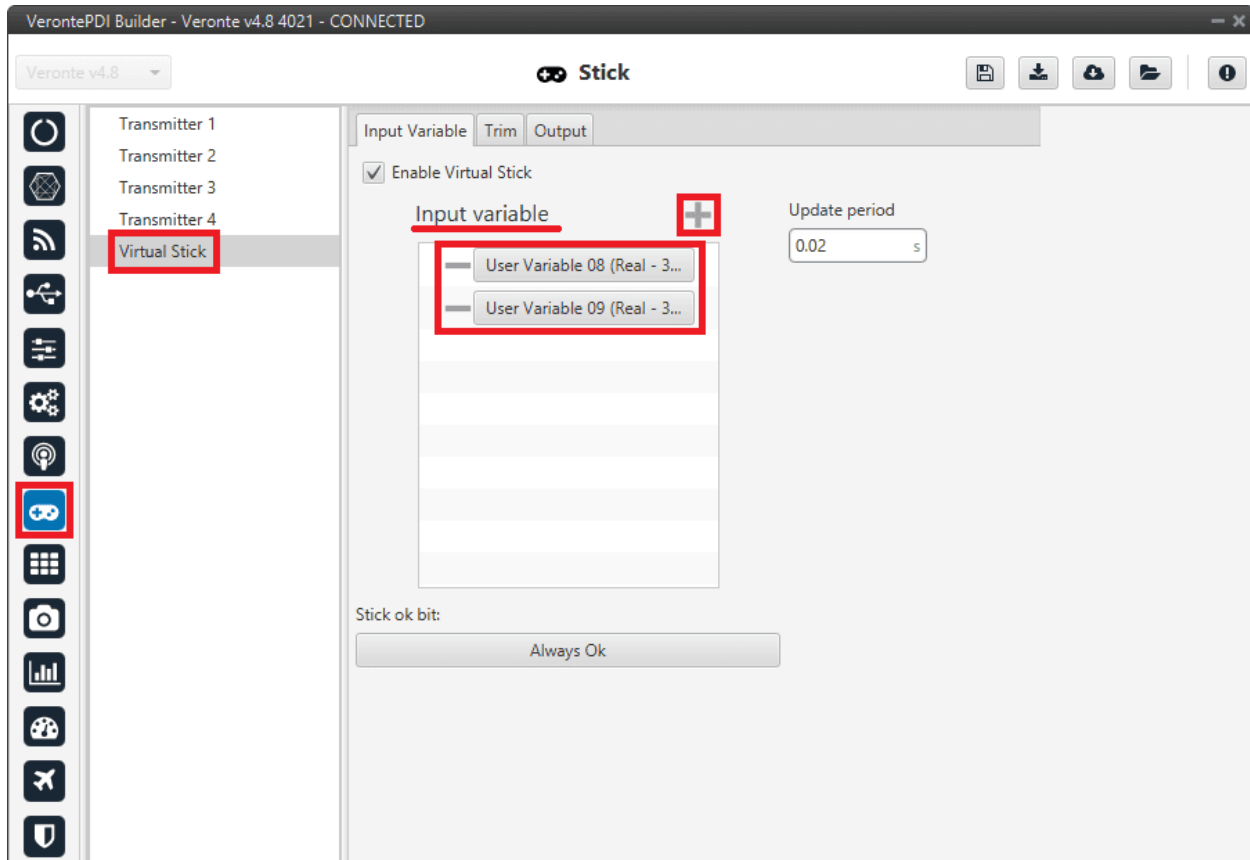 VerontePDI Builder - Veronte v4.8 4021 - CONNECTED
Veronte v4.8
Stick
Transmitter 1
Transmitter 2
Transmitter 3
Transmitter 4
Virtual Stick
Input Variable Trim Output
Enable Virtual Stick
Input variable
User Variable 08 (Real - 3...
User Variable 09 (Real - 3...
Update period
0.02 s
Stick ok bit:
Always Ok